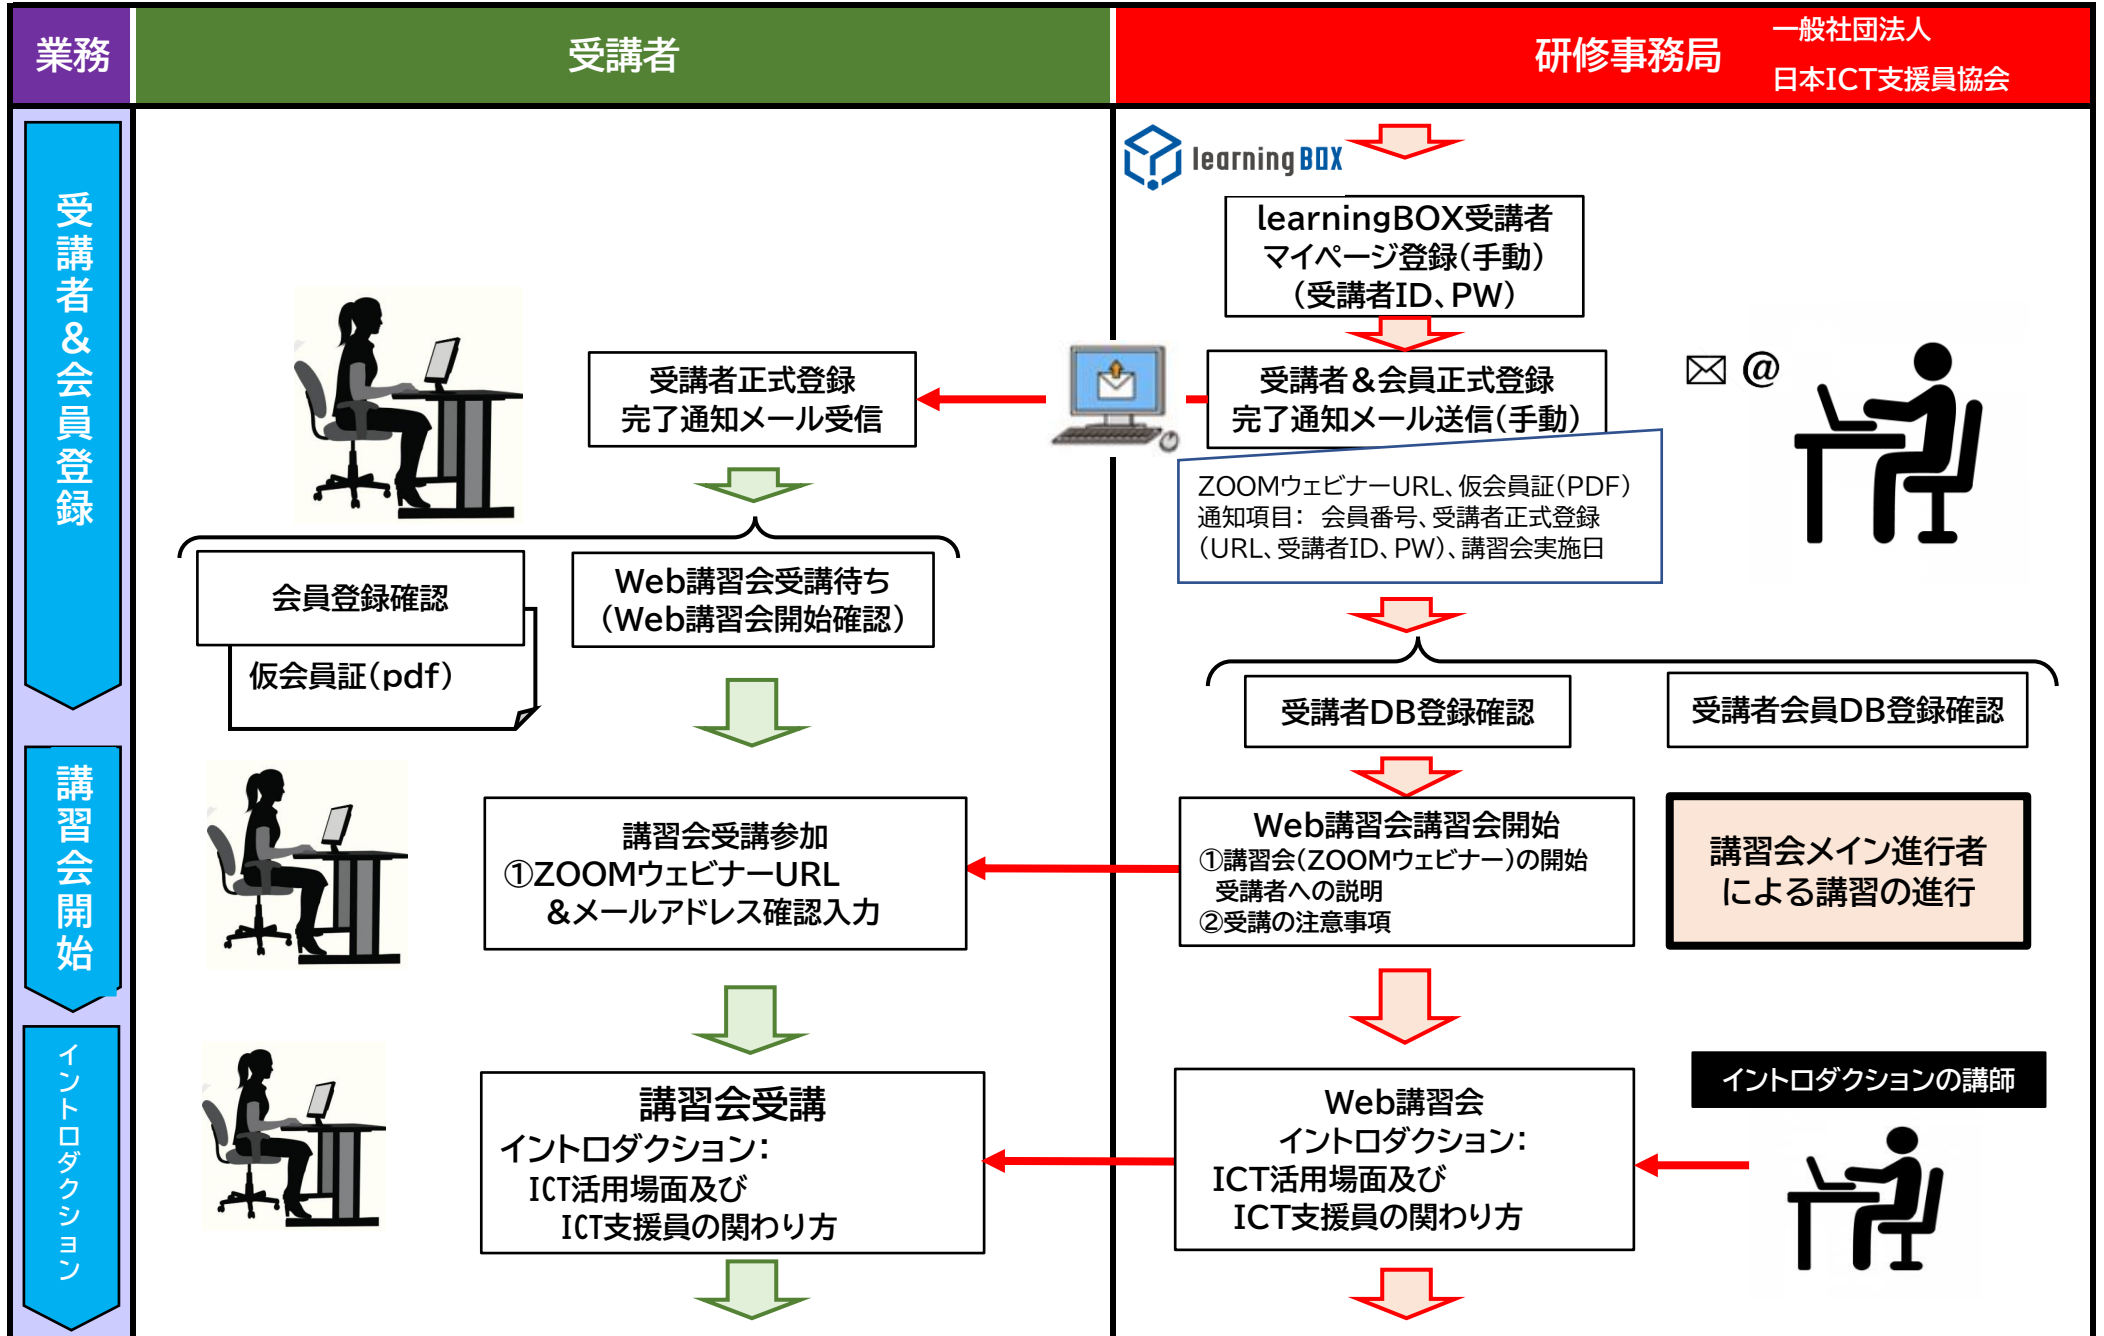 業務
受講者
研修事務局
一般社団法人
日本ICT支援員協会
受講者&会員登録
learningBOX
learningBOX受講者
マイページ登録(手動)
(受講者ID、PW)
受講者正式登録
完了通知メール受信
受講者&会員正式登録
完了通知メール送信(手動)
@
ZOOMウェビナーURL、仮会員証(PDF)
通知項目: 会員番号、受講者正式登録
(URL、受講者ID、PW)、講習会実施日
会員登録確認
仮会員証(pdf)
Web講習会受講待ち
(Web講習会開始確認)
受講者DB登録確認
受講者会員DB登録確認
講習会開始
講習会受講参加
①ZOOMウェビナーURL
&メールアドレス確認入力
Web講習会講習会開始
①講習会(ZOOMウェビナー)の開始
受講者への説明
②受講の注意事項
講習会メイン進行者
による講習の進行
イントロダクション
講習会受講
イントロダクション:
ICT活用場面及び
ICT支援員の関わり方
Web講習会
イントロダクション:
ICT活用場面及び
ICT支援員の関わり方
イントロダクションの講師